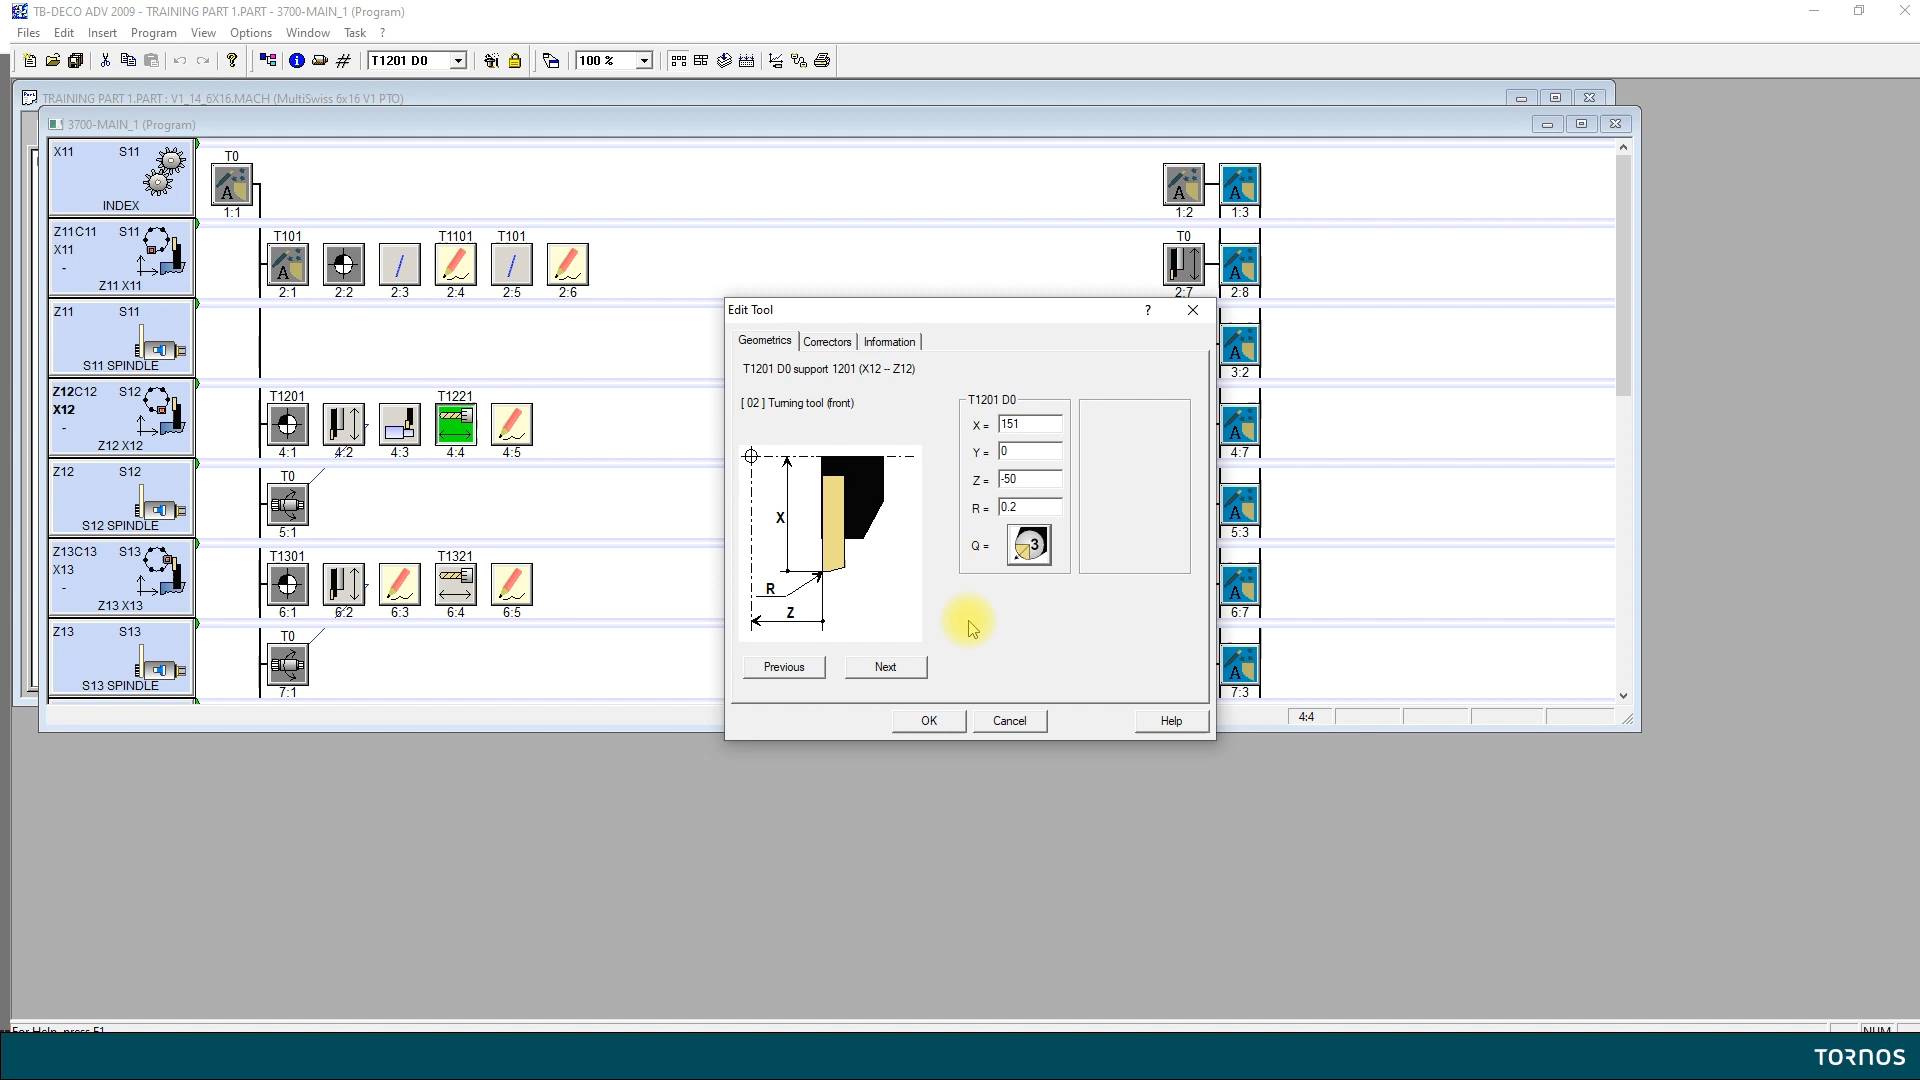 TB-DECO ADV 2009 - TRAINING PART 1.PART - 3700-MAIN_1 (Program)
Files Edit Insert Program View Options Window Task ?
T1201 D0 100 %
TRAINING PART 1.PART : V1_14_6X16.MACH (MultiSwiss 6x16 V1 PTO)
3700-MAIN_1 (Program)
X11 S11
INDEX
T0
A
1:1
A
1:2
A
1:3
Z11C11 S11
X11
-
Z11 X11
T101 T1101 T101 T0
A
A
2:1 2:2 2:3 2:4 2:5 2:6 2:7 2:8
Z11 S11
S11 SPINDLE
A
3:2
Z12C12 S12
X12
-
Z12 X12
T1201 T1221
A
4:1 4:2 4:3 4:4 4:5 4:7
Z12 S12
S12 SPINDLE
T0
A
5:1 5:3
Z13C13 S13
X13
-
Z13 X13
T1301 T1321
A
6:1 6:2 6:3 6:4 6:5 6:7
Z13 S13
S13 SPINDLE
T0
A
7:1 7:3
4:4
Edit Tool ?
Geometrics Correctors Information
T1201 D0 support 1201 (X12 -- Z12)
[ 02 ] Turning tool (front)
X
R
Z
T1201 D0
X = 151
Y = 0
Z = -50
R = 0.2
Q = 3
Previous Next
OK Cancel Help
For Help, press F1
NUM
TORNOS